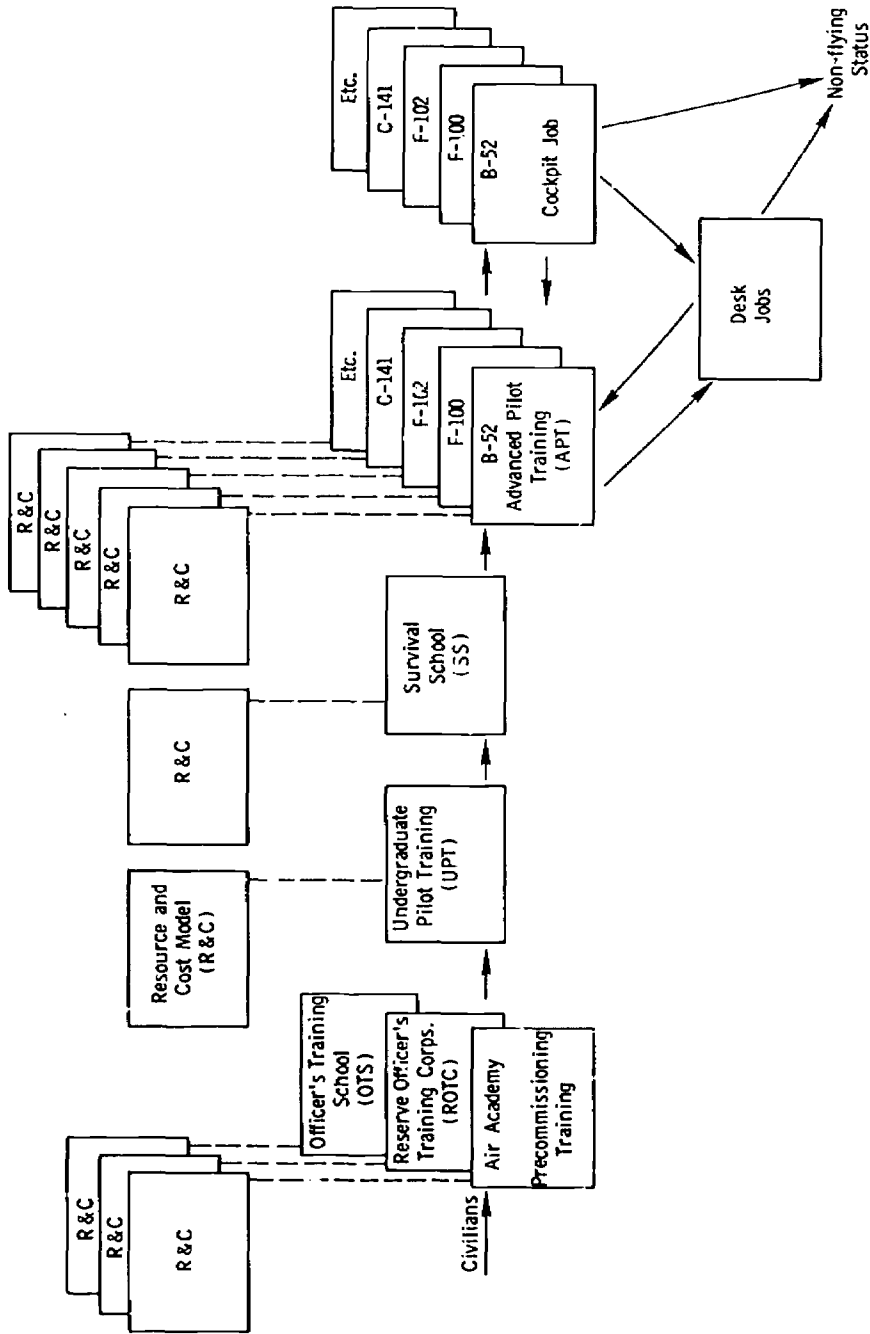 R&C
R&C
R&C
Resource and
Cost Model
(R&C)
R&C
R&C
R&C
R&C
R&C
R&C
Officer's Training
School
(OTS)
Reserve Officer's
Training Corps.
(ROTC)
Air Academy
Precommissioning
Training
Civilians
Undergraduate
Pilot Training
(UPT)
Survival
School
(SS)
Etc.
C-141
F-102
F-100
B-52
Advanced Pilot
Training
(APT)
Etc.
C-141
F-102
F-100
B-52
Cockpit Job
Desk
Jobs
Non-flying
Status